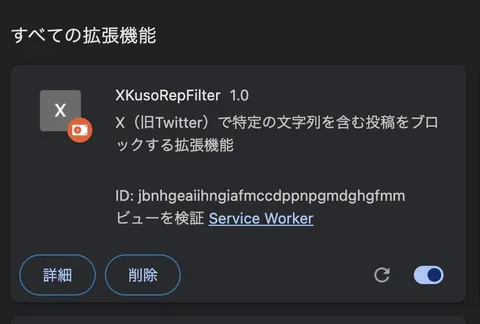 すべての拡張機能
X
XKusoRepFilter 1.0
X（旧Twitter）で特定の文字列を含む投稿をブロ
ックする拡張機能
ID: jbnhgeaiihngiafmccdppnpgmdghgfmm
ビューを検証 Service Worker
詳細 削除